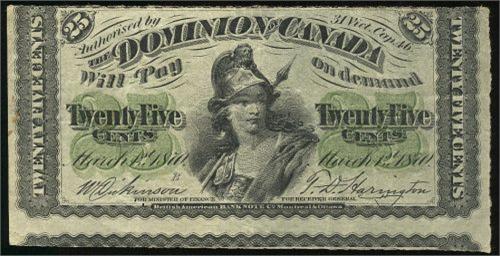 25 Authorised by 31 Vict. Cap. 46 25
THE DOMINION OF CANADA
Will Pay on demand
Twenty Five Cents Twenty Five Cents
March 1st 1870. March 1st 1870.
B
W Dickinson T. D. Harington
FOR MINISTER OF FINANCE FOR RECEIVER GENERAL
British American BANK NOTE Co. Montreal & Ottawa
TWENTY FIVE CENTS
TWENTY FIVE CENTS